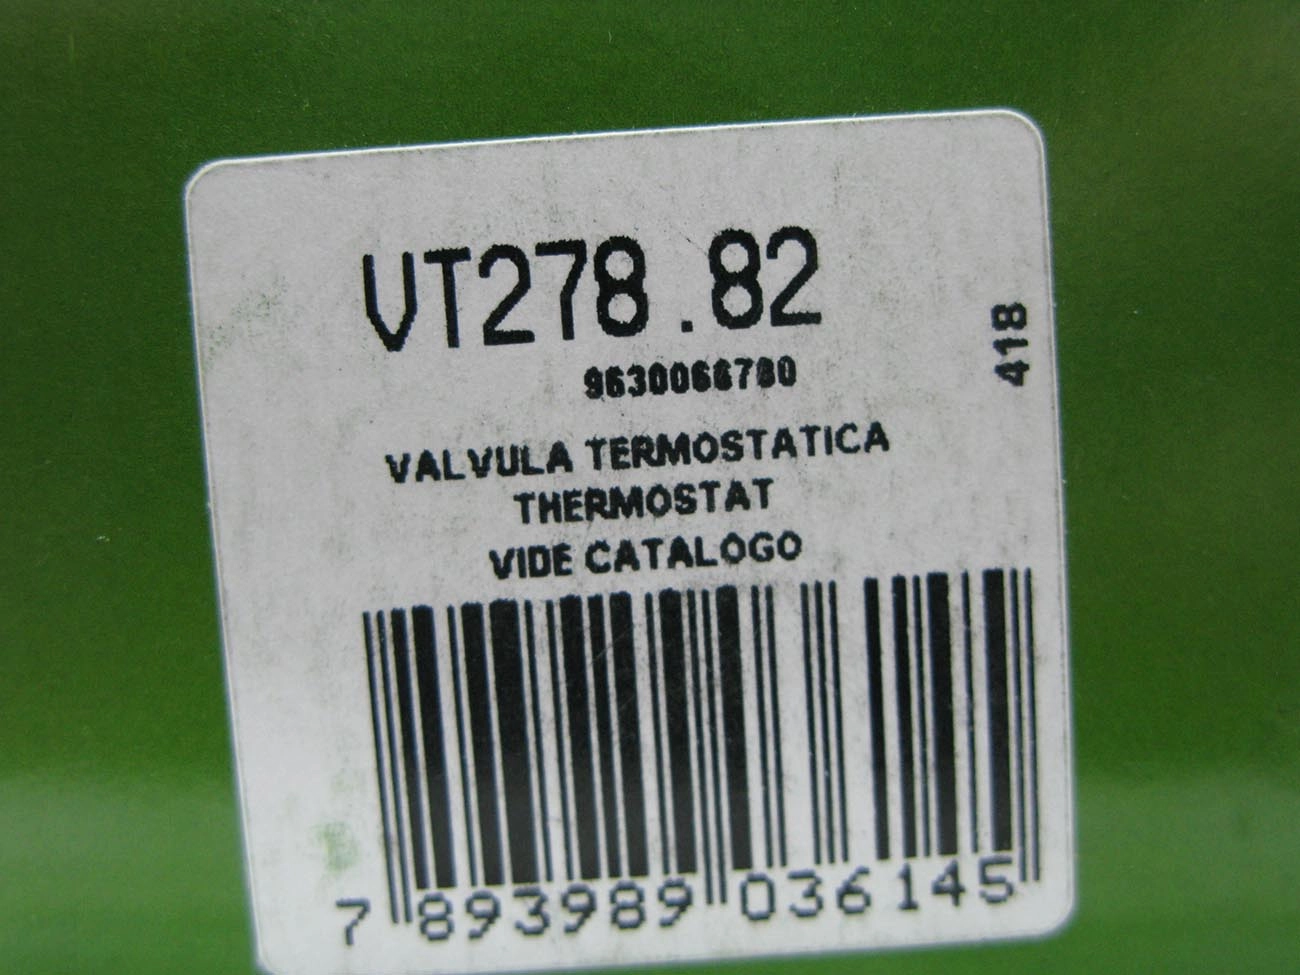 VT278.82
9630066780
418
VALVULA TERMOSTATICA
THERMOSTAT
VIDE CATALOGO
7 893989 036145